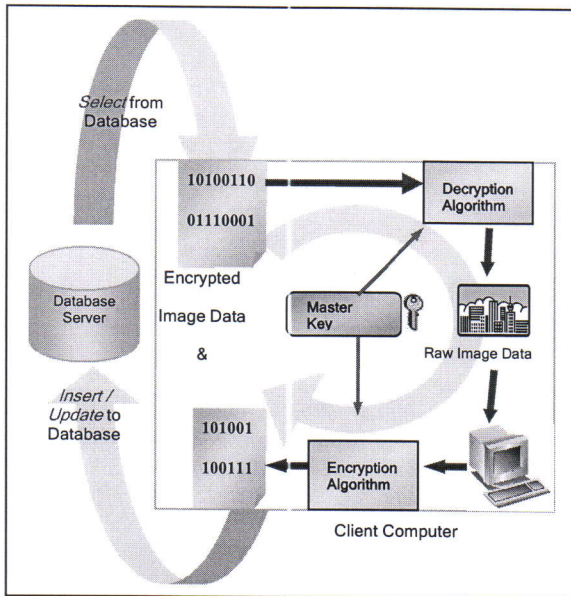 Select from
Database
10100110
01110001
Decryption
Algorithm
Encrypted
Image Data
&
Database
Server
Master
Key
Raw Image Data
Insert /
Update to
Database
101001
100111
Encryption
Algorithm
Client Computer